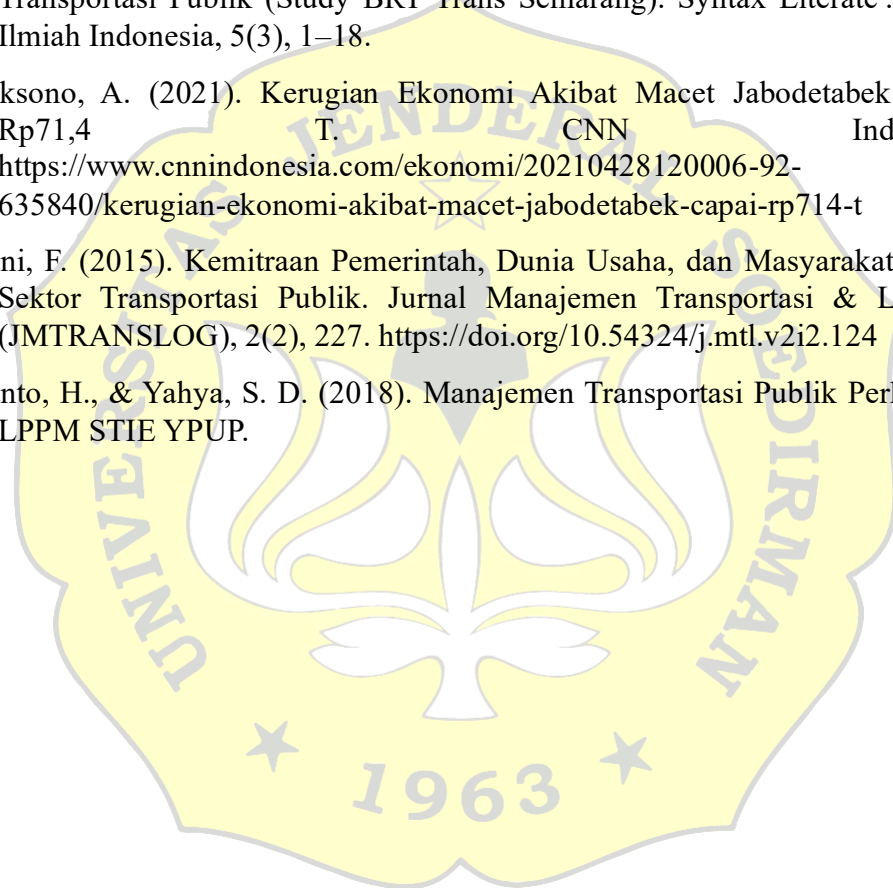 Transportasi Publik (Study BRT Trans Semarang). Syntax Literate :
Ilmiah Indonesia, 5(3), 1–18.
ksono, A. (2021). Kerugian Ekonomi Akibat Macet Jabodetabek
Rp71,4 T. CNN Ind
https://www.cnnindonesia.com/ekonomi/20210428120006-92-
635840/kerugian-ekonomi-akibat-macet-jabodetabek-capai-rp714-t
ni, F. (2015). Kemitraan Pemerintah, Dunia Usaha, dan Masyarakat
Sektor Transportasi Publik. Jurnal Manajemen Transportasi & L
(JMTRANSLOG), 2(2), 227. https://doi.org/10.54324/j.mtl.v2i2.124
nto, H., & Yahya, S. D. (2018). Manajemen Transportasi Publik Perk
LPPM STIE YPUP.
UNIVERSITAS JENDERAL SOEDIRMAN
1963